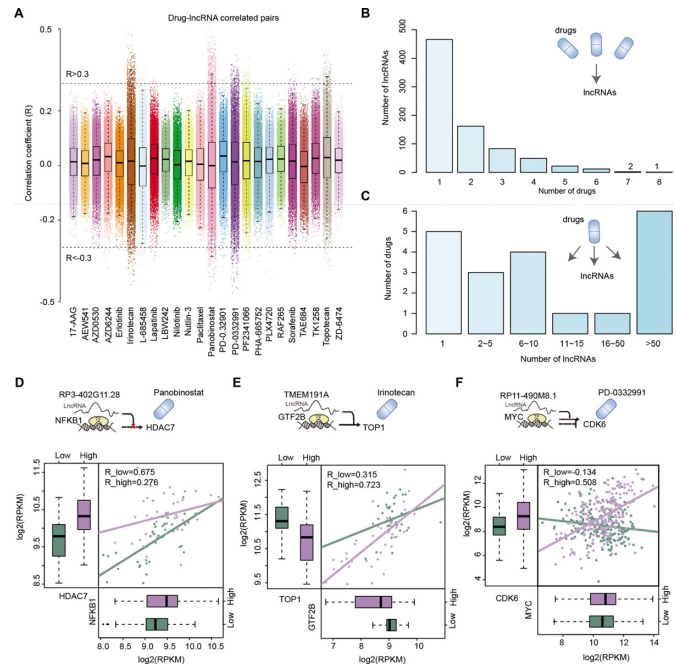 A
Drug-lncRNA correlated pairs
Correlation coefficient (R)
0.5
0.2
0.0
-0.2
-0.5
R>0.3
R<-0.3
17-AAG
AEW541
AZD0530
AZD6244
Erlotinib
Irinotecan
L-685458
Lapatinib
LBW242
Nilotinib
Nutlin-3
Paclitaxel
Panobinostat
PD-0.32901
PD-0332991
PF2341066
PHA-665752
PLX4720
RAF265
Sorafenib
TAE684
TK1258
Topotecan
ZD-6474
B
Number of lncRNAs
500
400
300
200
100
0
drugs
lncRNAs
2
1
1 2 3 4 5 6 7 8
Number of drugs
C
Number of drugs
6
5
4
3
2
1
0
drugs
lncRNAs
1 2~5 6~10 11~15 16~50 >50
Number of lncRNAs
D
RP3-402G11.28
Panobinostat
LncRNA
NFKB1
HDAC7
Low High
R_low=0.675
R_high=0.276
log2(RPKM)
11.5
10.5
9.5
8.5
HDAC7
NFKB1
High
Low
8.0 8.5 9.0 9.5 10.0 10.5
log2(RPKM)
E
TMEM191A
Irinotecan
LncRNA
GTF2B
TOP1
Low High
R_low=0.315
R_high=0.723
log2(RPKM)
12.5
11.5
10.5
9.5
TOP1
GTF2B
High
Low
7 8 9 10 11
log2(RPKM)
F
RP11-490M8.1
PD-0332991
LncRNA
MYC
CDK6
Low High
R_low=-0.134
R_high=0.508
log2(RPKM)
13
11
9
8
7
6
5
4
CDK6
MYC
High
Low
8 10 12 14
log2(RPKM)